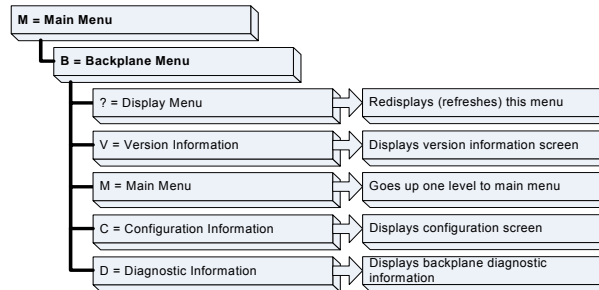 M = Main Menu
B = Backplane Menu
? = Display Menu
Redisplays (refreshes) this menu
V = Version Information
Displays version information screen
M = Main Menu
Goes up one level to main menu
C = Configuration Information
Displays configuration screen
D = Diagnostic Information
Displays backplane diagnostic
information